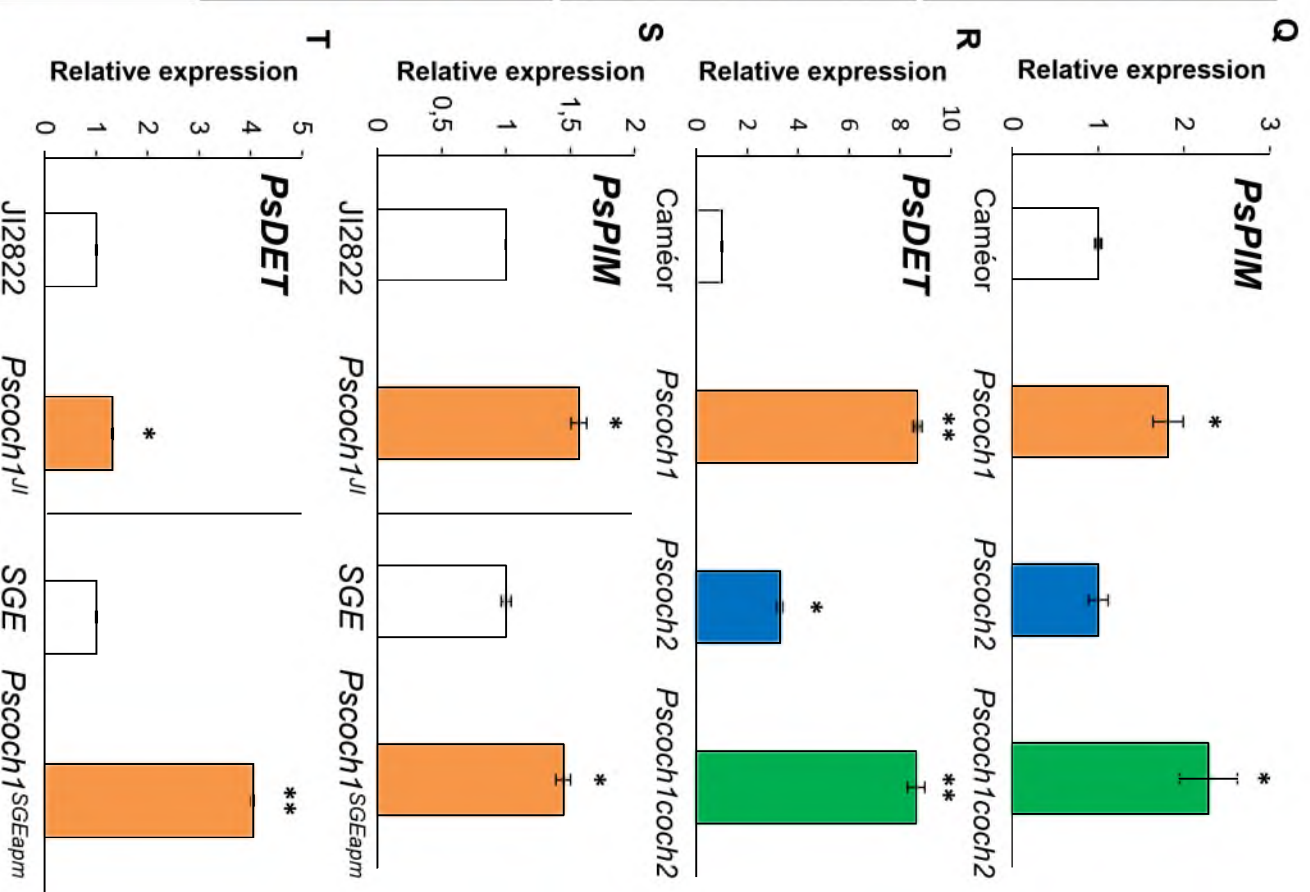 Q
PsPIM
Relative expression
3
2
1
0
*
*
Caméor
Pscoch1
Pscoch2
Pscoch1coch2
R
PsDET
Relative expression
10
8
6
4
2
0
**
*
**
Caméor
Pscoch1
Pscoch2
Pscoch1coch2
S
PsPIM
Relative expression
2
1,5
1
0,5
0
*
*
JI2822
Pscoch1JI
SGE
Pscoch1SGEapm
T
PsDET
Relative expression
5
4
3
2
1
0
*
**
JI2822
Pscoch1JI
SGE
Pscoch1SGEapm